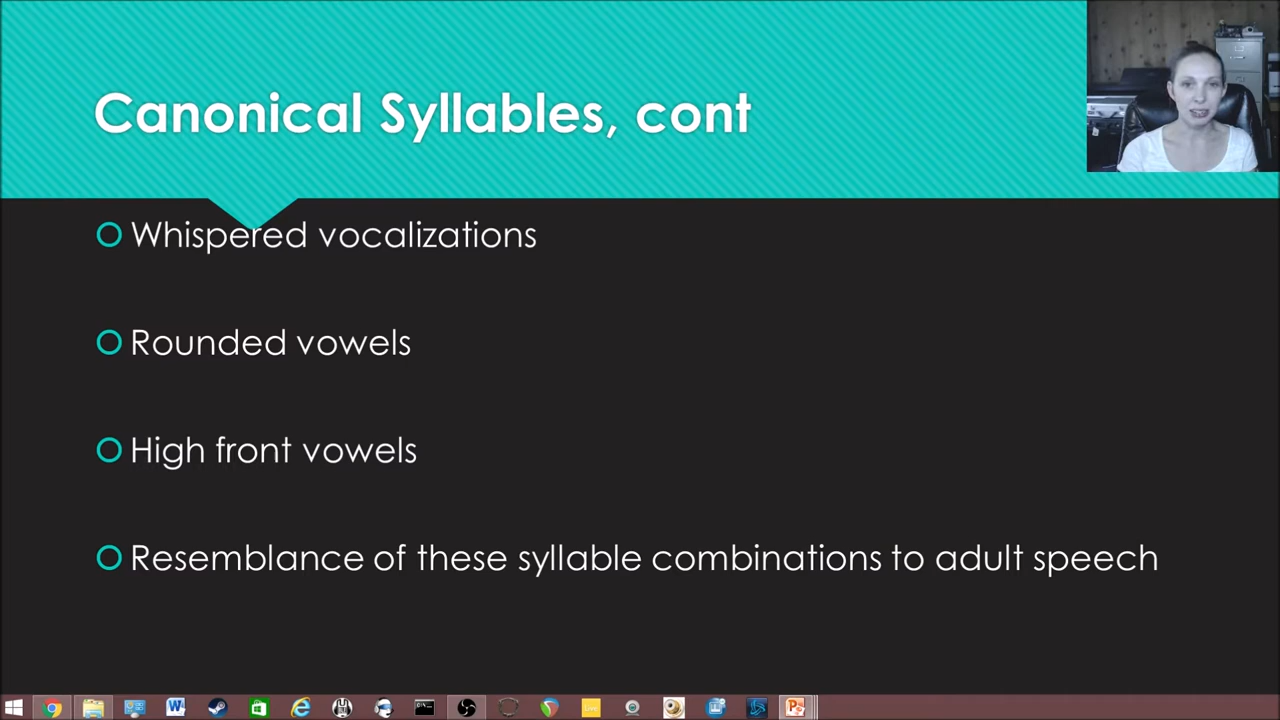 Canonical Syllables, cont
Whispered vocalizations
Rounded vowels
High front vowels
Resemblance of these syllable combinations to adult speech